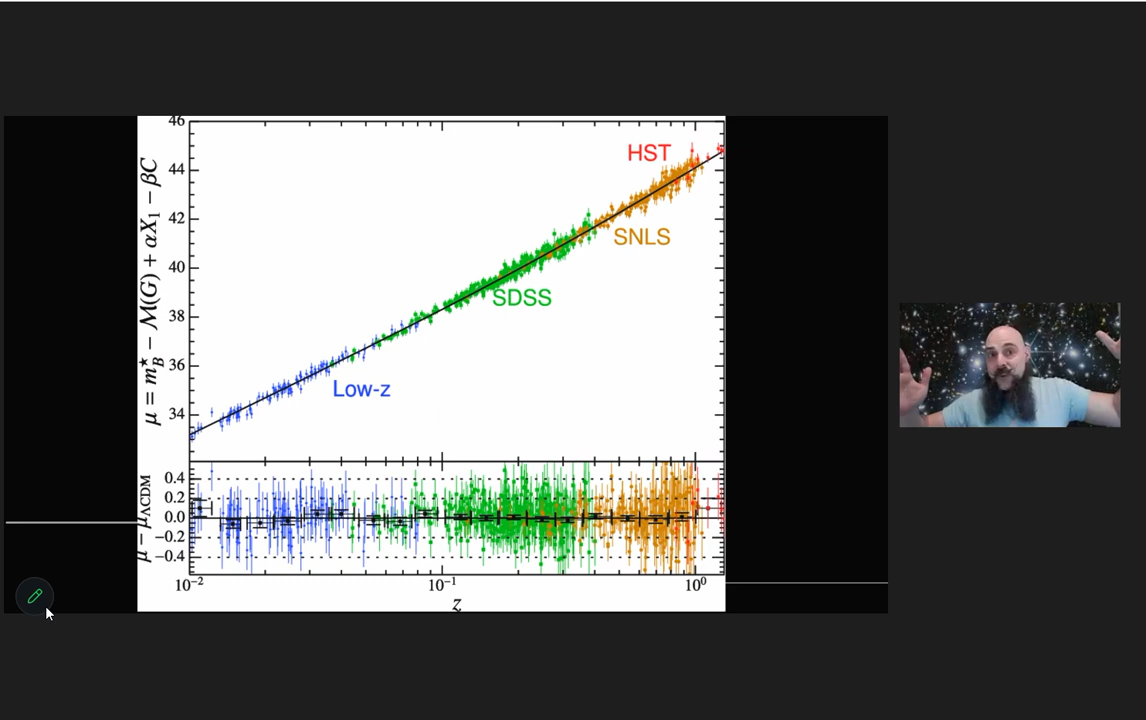 46
44
42
40
38
36
34
μ = m★B − M(G) + αX1 − βC
HST
SNLS
SDSS
Low-z
0.4
0.2
0.0
−0.2
−0.4
μ − μΛCDM
10−2
10−1
100
z